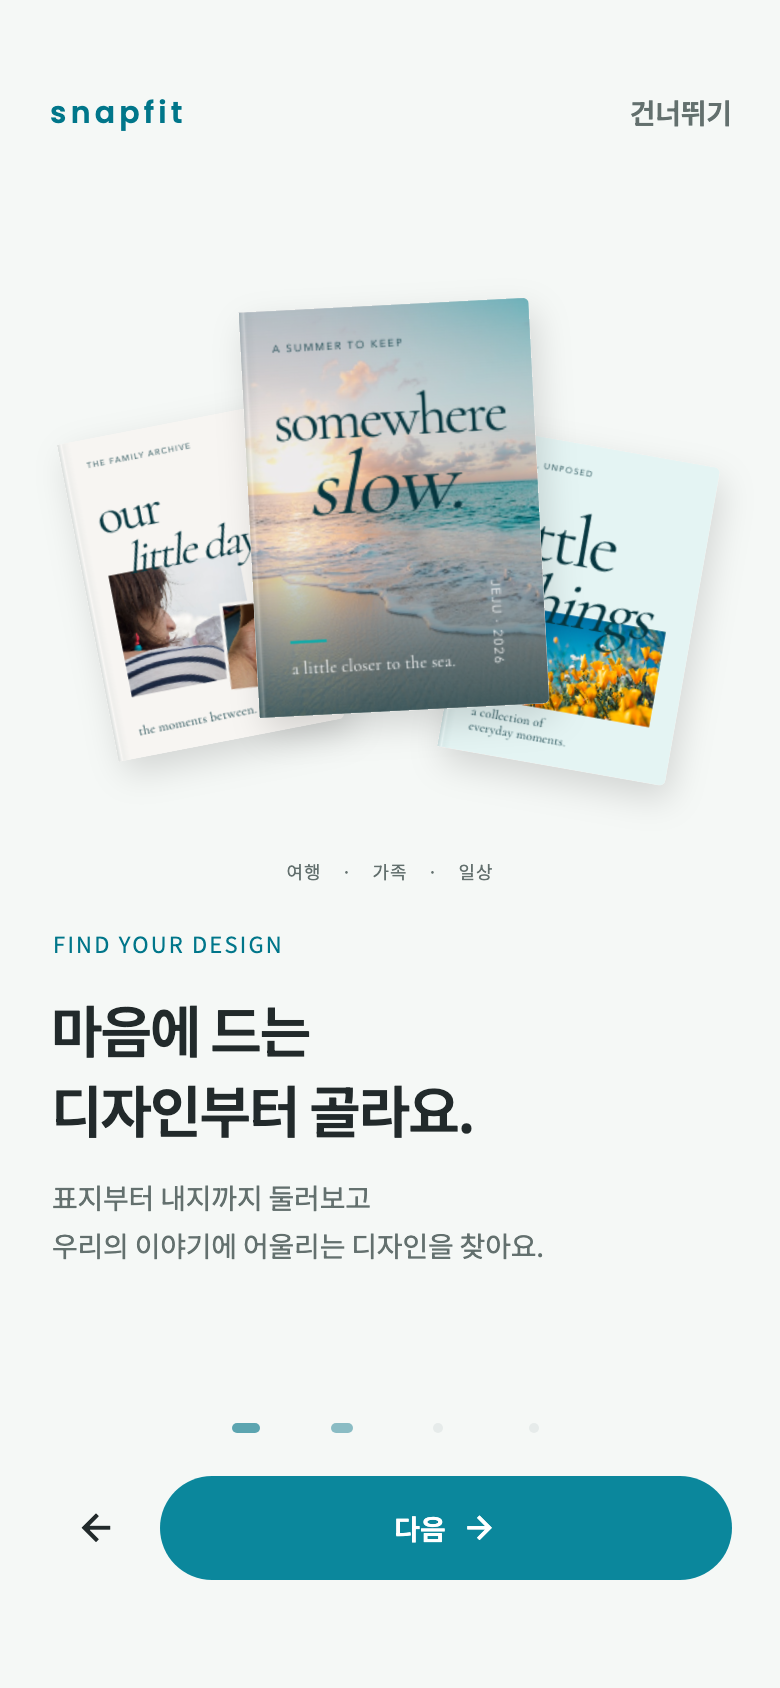 snapfit
건너뛰기
A SUMMER TO KEEP
somewhere
slow.
JEJU · 2026
a little closer to the sea.
THE FAMILY ARCHIVE
our
little day
the moments between.
UNPOSED
ttle
hings
a collection of
everyday moments.
여행 · 가족 · 일상
FIND YOUR DESIGN
마음에 드는
디자인부터 골라요.
표지부터 내지까지 둘러보고
우리의 이야기에 어울리는 디자인을 찾아요.
← 다음 →